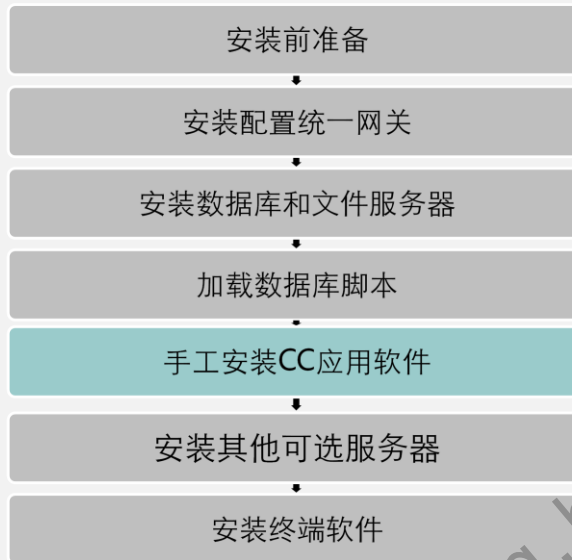 安装前准备
安装配置统一网关
安装数据库和文件服务器
加载数据库脚本
手工安装CC应用软件
安装其他可选服务器
安装终端软件